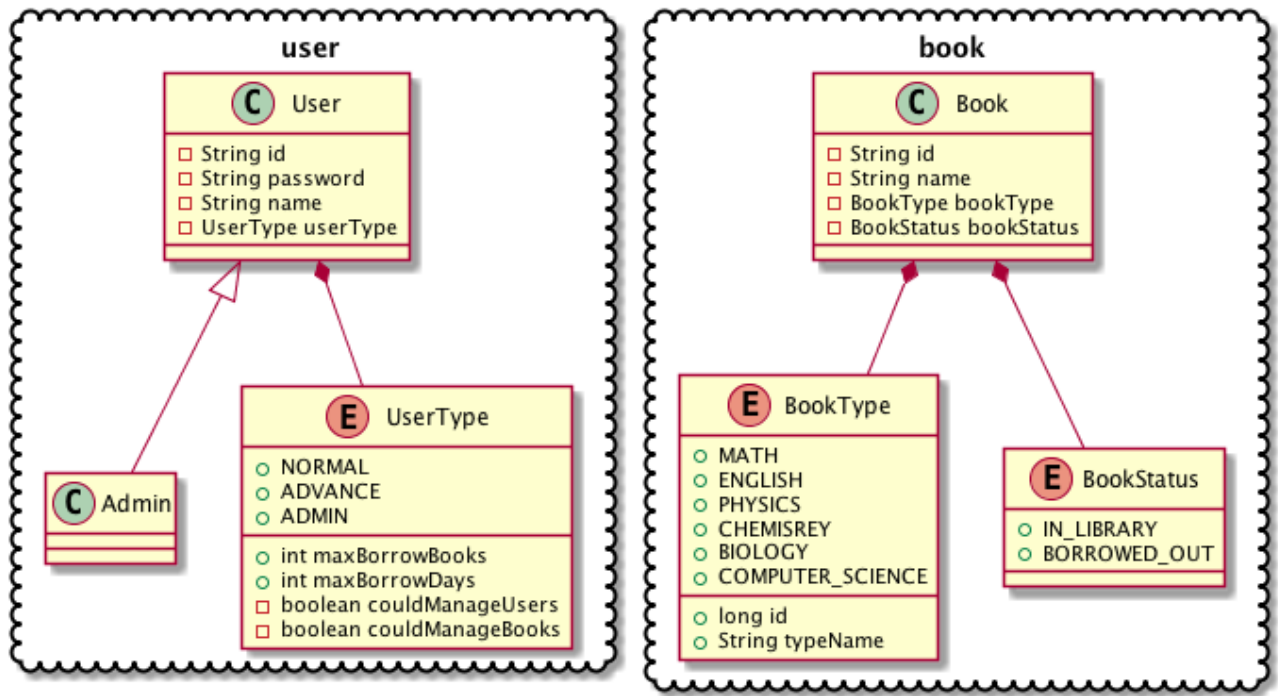 user
C User
String id
String password
String name
UserType userType
C Admin
E UserType
NORMAL
ADVANCE
ADMIN
int maxBorrowBooks
int maxBorrowDays
boolean couldManageUsers
boolean couldManageBooks
book
C Book
String id
String name
BookType bookType
BookStatus bookStatus
E BookType
MATH
ENGLISH
PHYSICS
CHEMISREY
BIOLOGY
COMPUTER_SCIENCE
long id
String typeName
E BookStatus
IN_LIBRARY
BORROWED_OUT